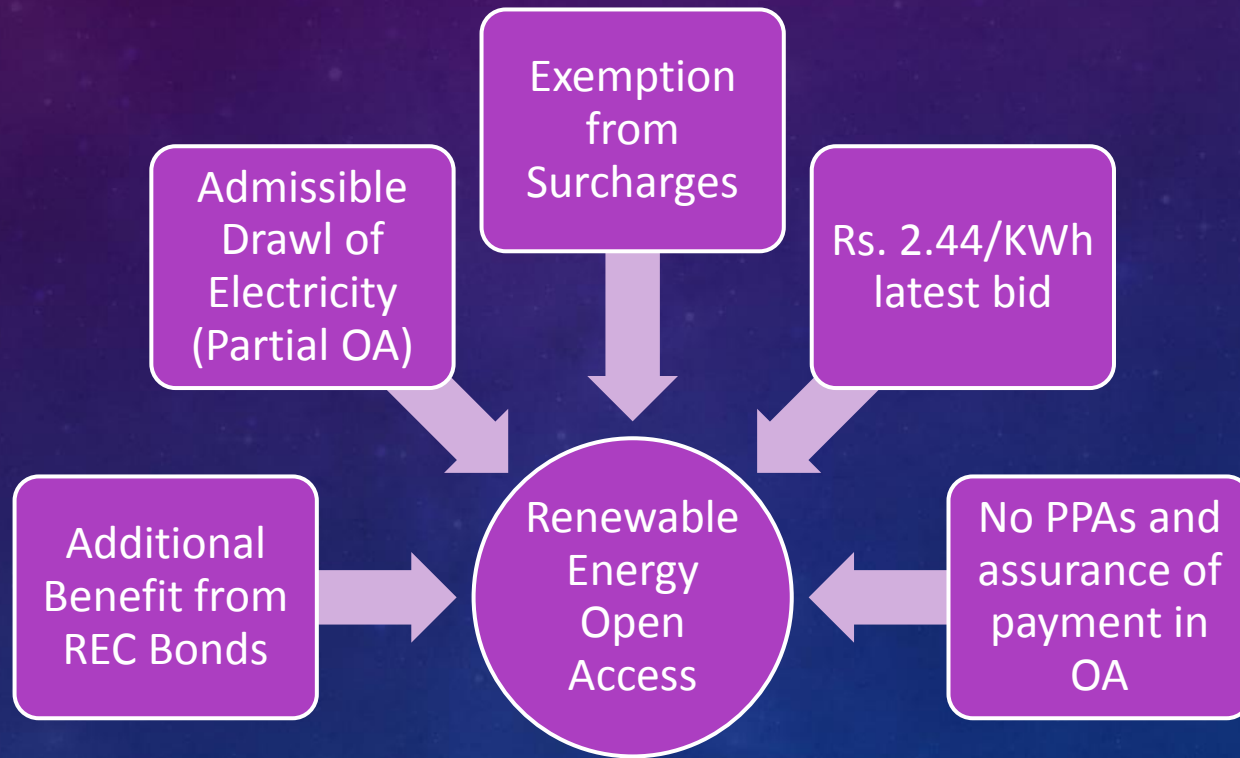 Exemption
from
Surcharges
Admissible
Drawl of
Electricity
(Partial OA)
Rs. 2.44/KWh
latest bid
Additional
Benefit from
REC Bonds
Renewable
Energy
Open
Access
No PPAs and
assurance of
payment in
OA